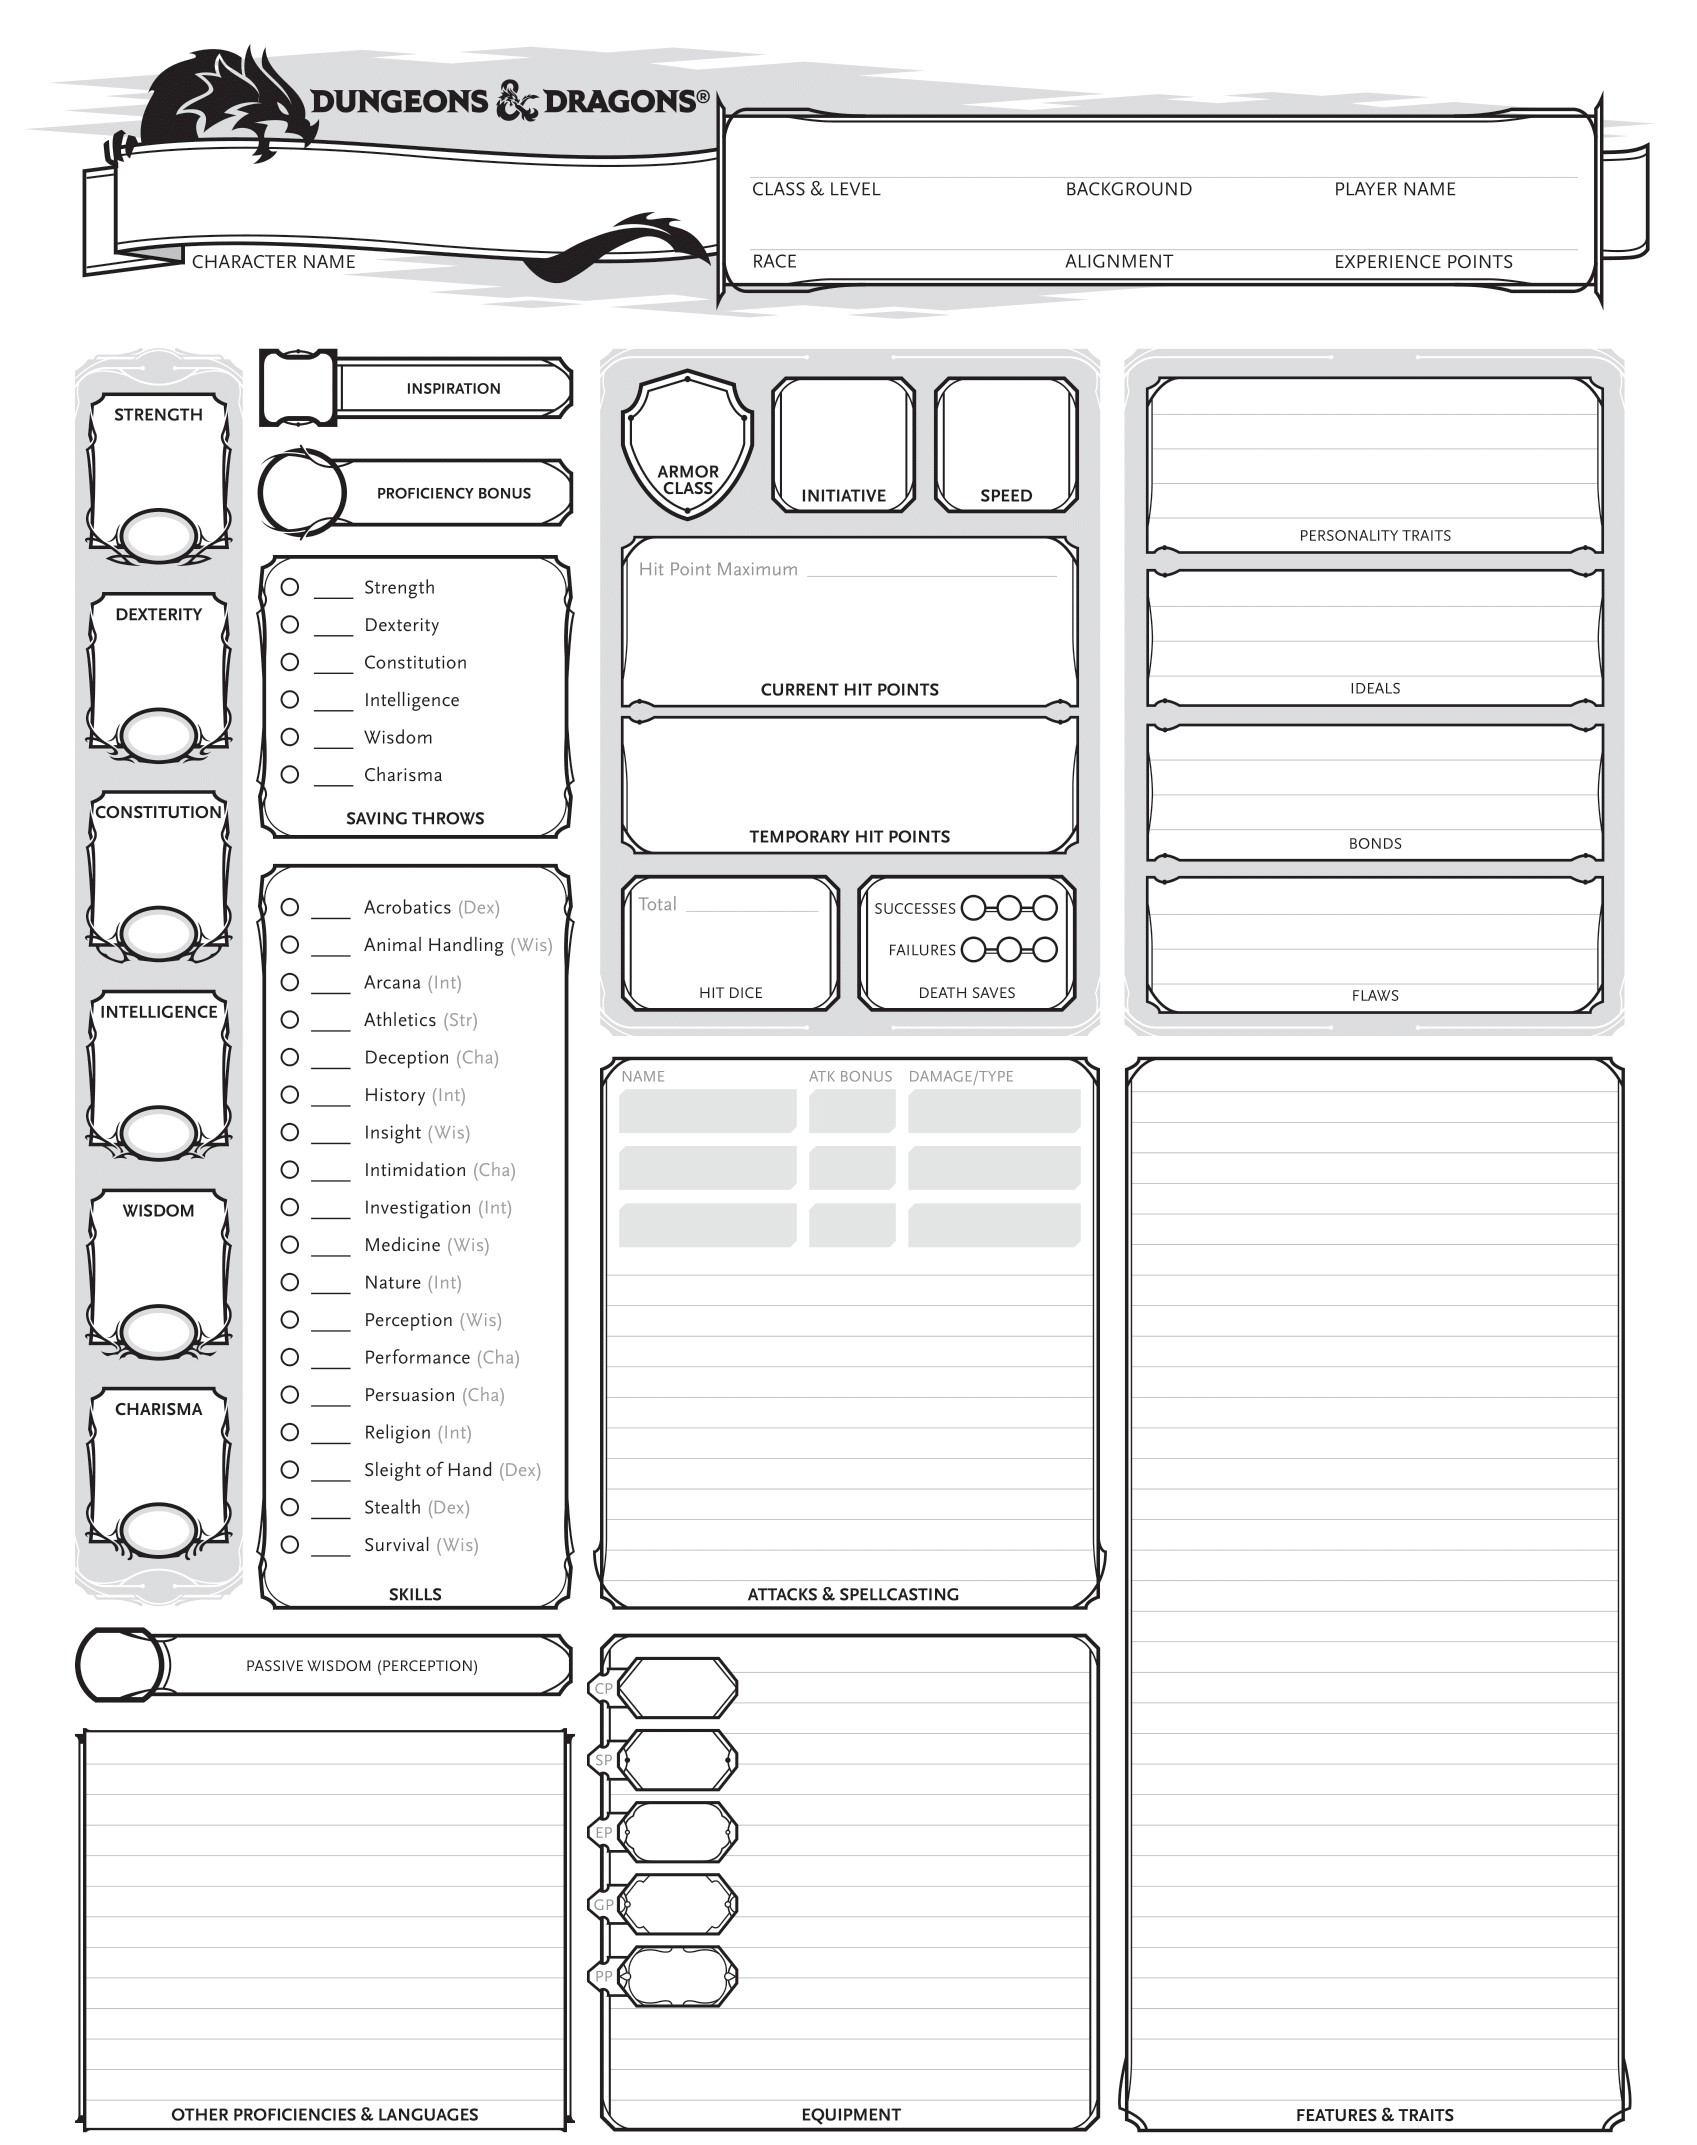 DUNGEONS & DRAGONS®
CLASS & LEVEL BACKGROUND PLAYER NAME
CHARACTER NAME
RACE ALIGNMENT EXPERIENCE POINTS
STRENGTH
DEXTERITY
CONSTITUTION
INTELLIGENCE
WISDOM
CHARISMA
INSPIRATION
PROFICIENCY BONUS
Strength
Dexterity
Constitution
Intelligence
Wisdom
Charisma
SAVING THROWS
Acrobatics (Dex)
Animal Handling (Wis)
Arcana (Int)
Athletics (Str)
Deception (Cha)
History (Int)
Insight (Wis)
Intimidation (Cha)
Investigation (Int)
Medicine (Wis)
Nature (Int)
Perception (Wis)
Performance (Cha)
Persuasion (Cha)
Religion (Int)
Sleight of Hand (Dex)
Stealth (Dex)
Survival (Wis)
SKILLS
PASSIVE WISDOM (PERCEPTION)
OTHER PROFICIENCIES & LANGUAGES
ARMOR
CLASS
INITIATIVE
SPEED
Hit Point Maximum
CURRENT HIT POINTS
TEMPORARY HIT POINTS
Total
HIT DICE
SUCCESSES
FAILURES
DEATH SAVES
NAME ATK BONUS DAMAGE/TYPE
ATTACKS & SPELLCASTING
CP
SP
EP
GP
PP
EQUIPMENT
PERSONALITY TRAITS
IDEALS
BONDS
FLAWS
FEATURES & TRAITS